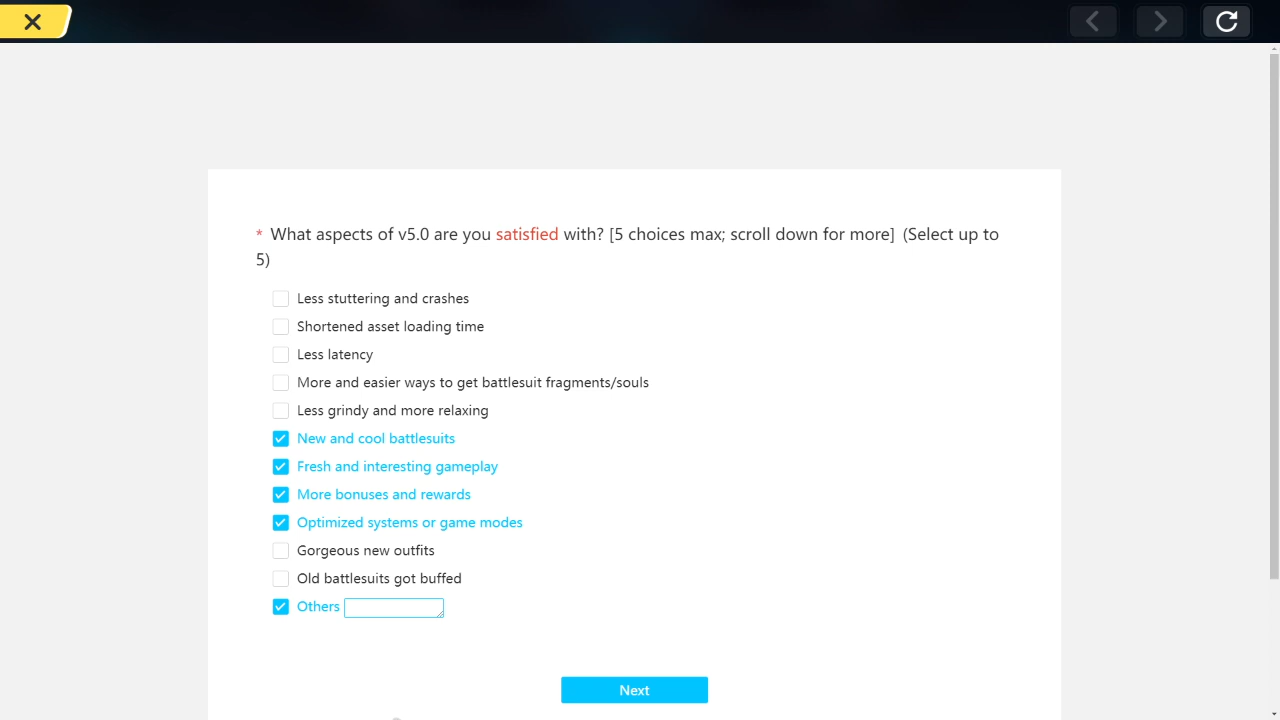 * What aspects of v5.0 are you satisfied with? [5 choices max; scroll down for more] (Select up to
5)
Less stuttering and crashes
Shortened asset loading time
Less latency
More and easier ways to get battlesuit fragments/souls
Less grindy and more relaxing
New and cool battlesuits
Fresh and interesting gameplay
More bonuses and rewards
Optimized systems or game modes
Gorgeous new outfits
Old battlesuits got buffed
Others
Next